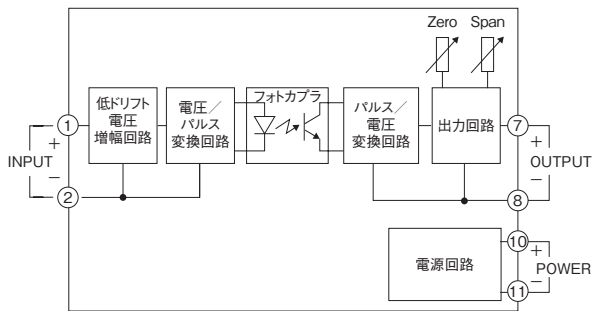 Zero Span
低ドリフト
電圧
増幅回路
電圧／
パルス
変換回路
フォトカプラ
パルス／
電圧
変換回路
出力回路
①
+
INPUT
−
②
⑦
+
OUTPUT
−
⑧
電源回路
⑩
+
POWER
−
⑪